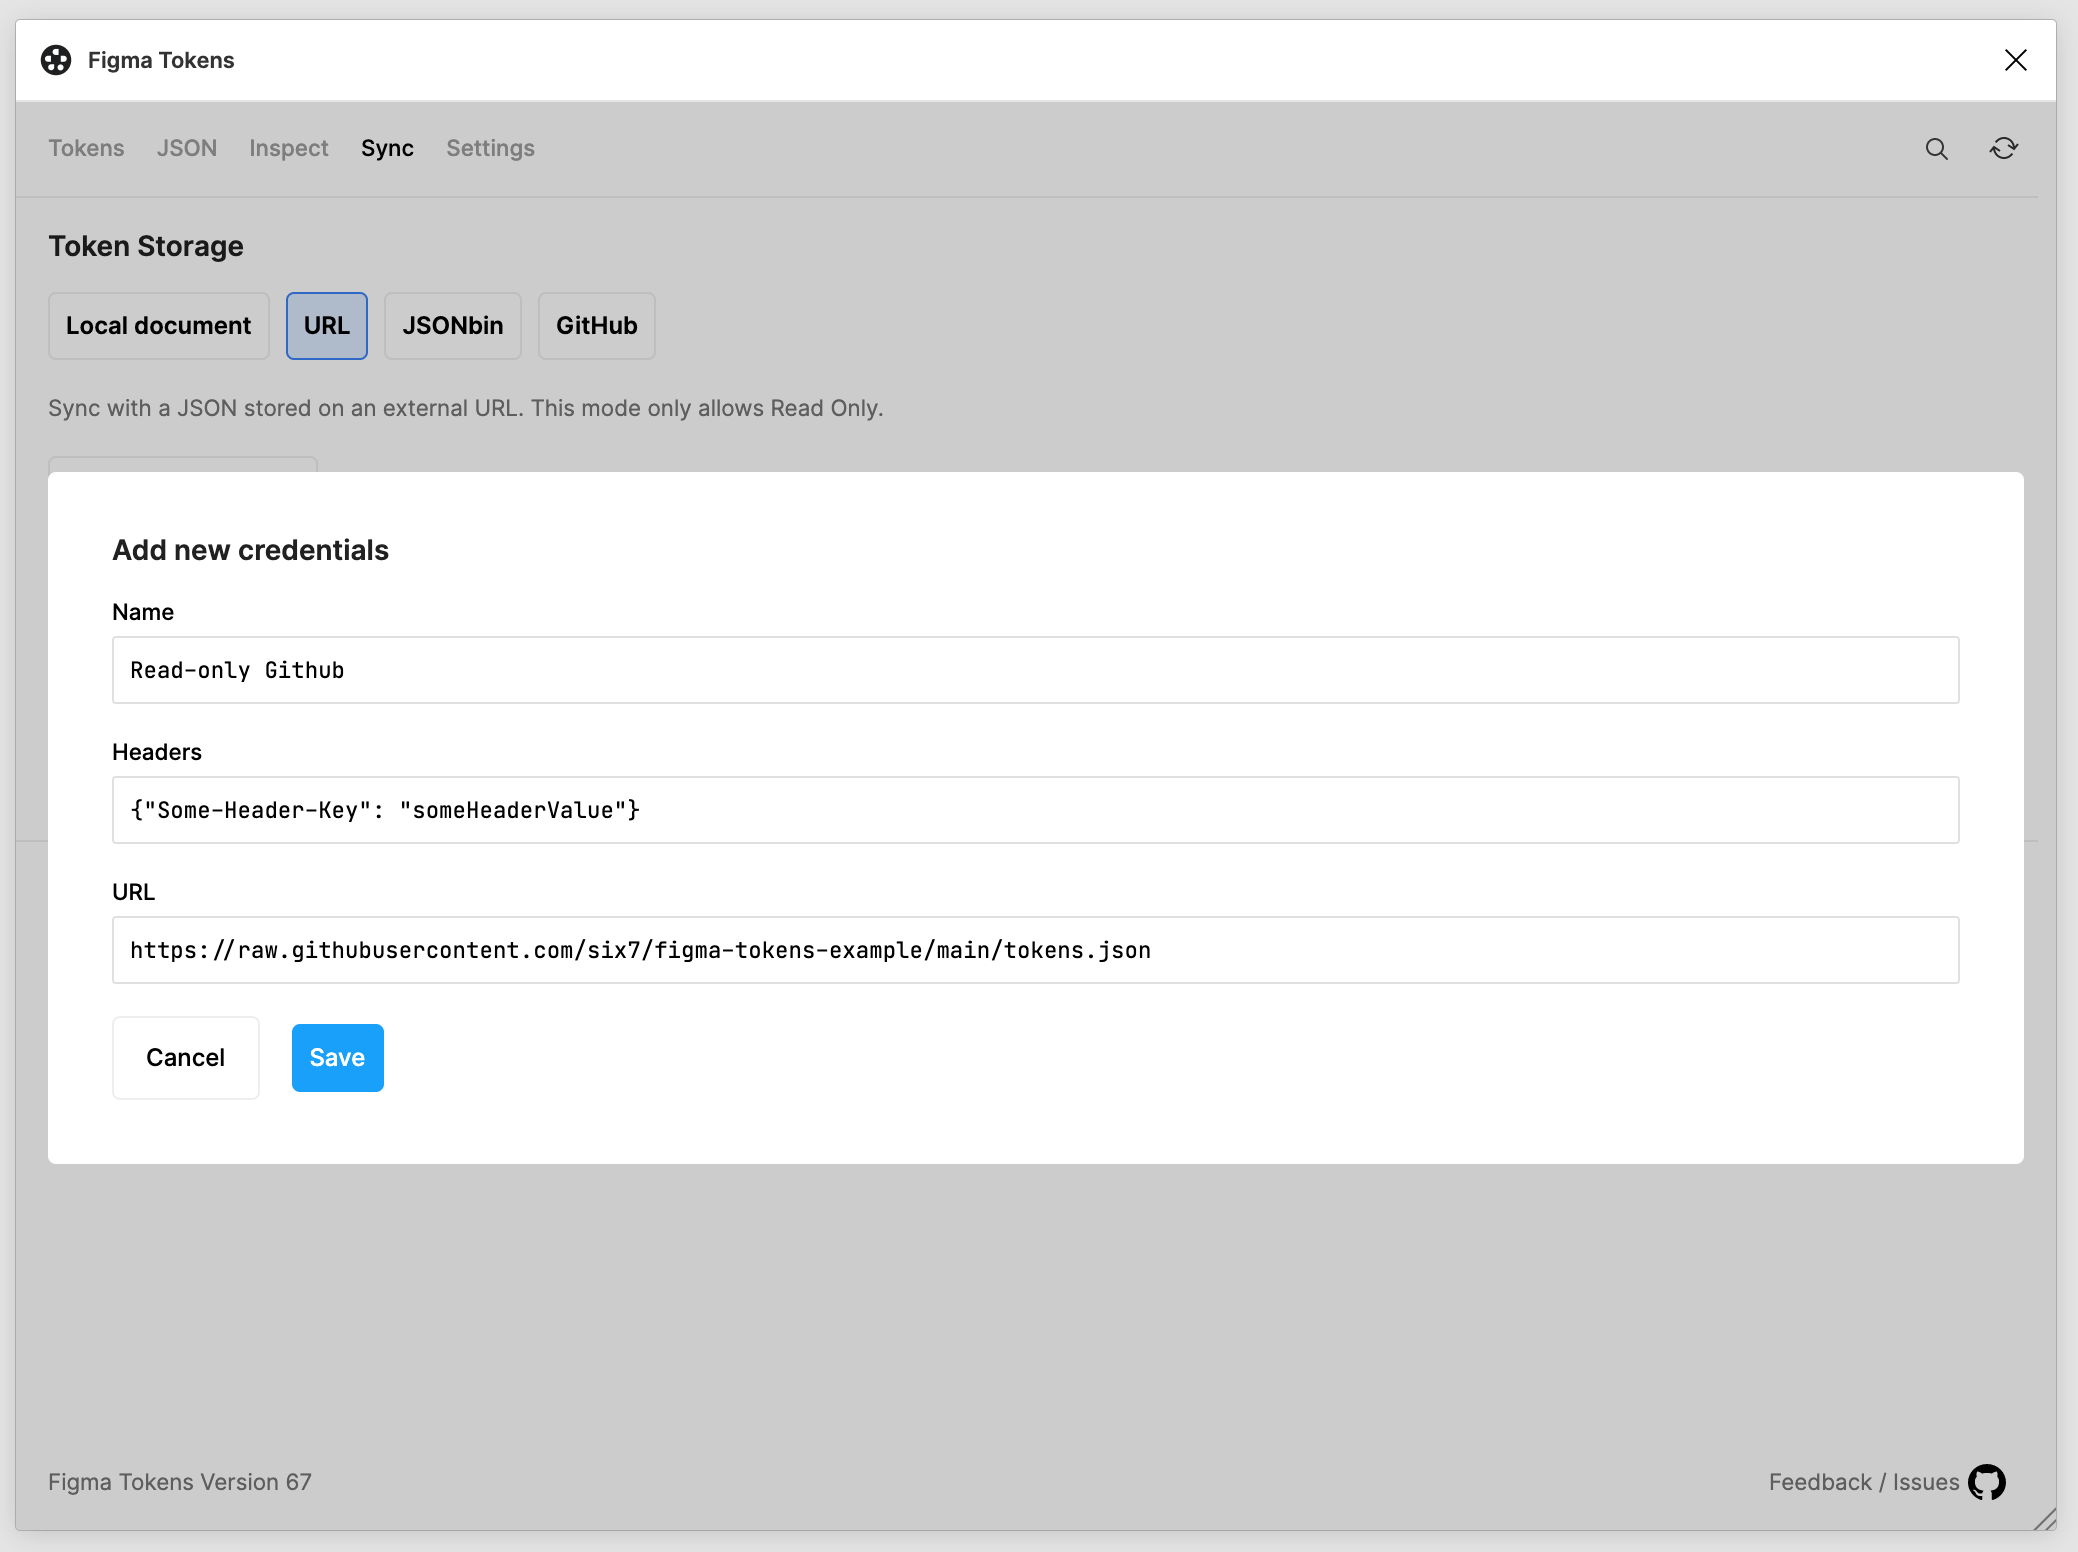 Figma Tokens
Tokens JSON Inspect Sync Settings
Token Storage
Local document URL JSONbin GitHub
Sync with a JSON stored on an external URL. This mode only allows Read Only.
Add new credentials
Name
Read-only Github
Headers
{"Some-Header-Key": "someHeaderValue"}
URL
https://raw.githubusercontent.com/six7/figma-tokens-example/main/tokens.json
Cancel Save
Figma Tokens Version 67 Feedback / Issues